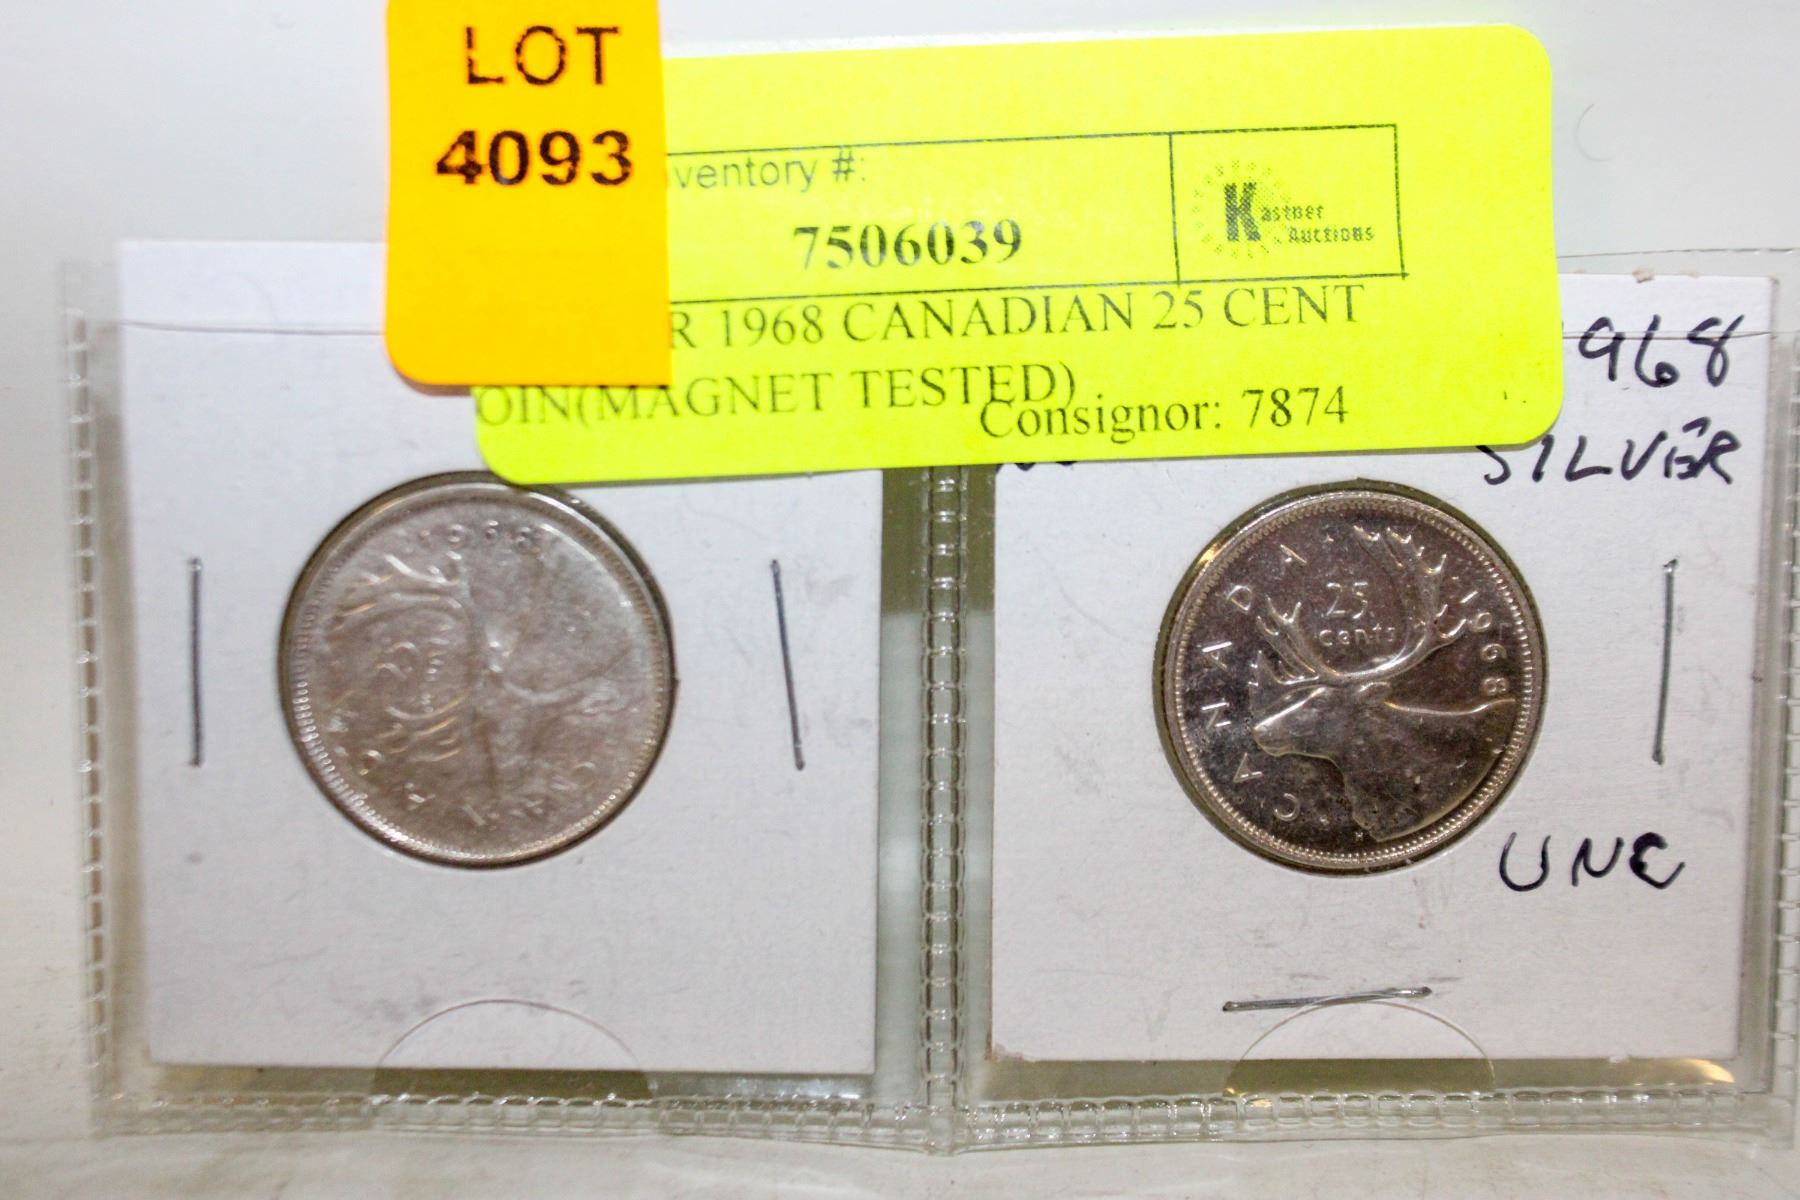 LOT
4093
ventory #:
7506039
Kastner
Auctions
R 1968 CANADIAN 25 CENT
OIN(MAGNET TESTED)
Consignor: 7874
968
SILVER
UNC
CANADA
25
cents
1968